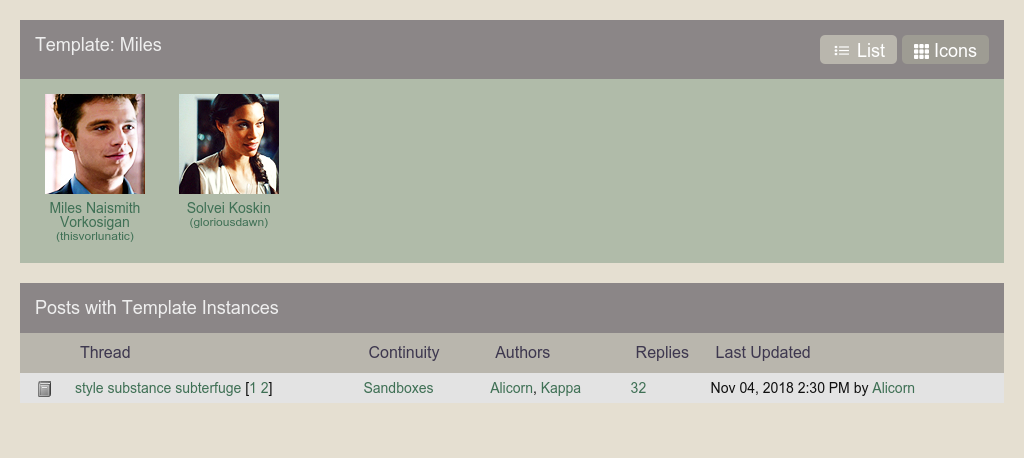 Template: Miles
List
Icons
Miles Naismith
Vorkosigan
(thisvorlunatic)
Solvei Koskin
(gloriousdawn)
Posts with Template Instances
Thread Continuity Authors Replies Last Updated
style substance subterfuge [1 2] Sandboxes Alicorn, Kappa 32 Nov 04, 2018 2:30 PM by Alicorn